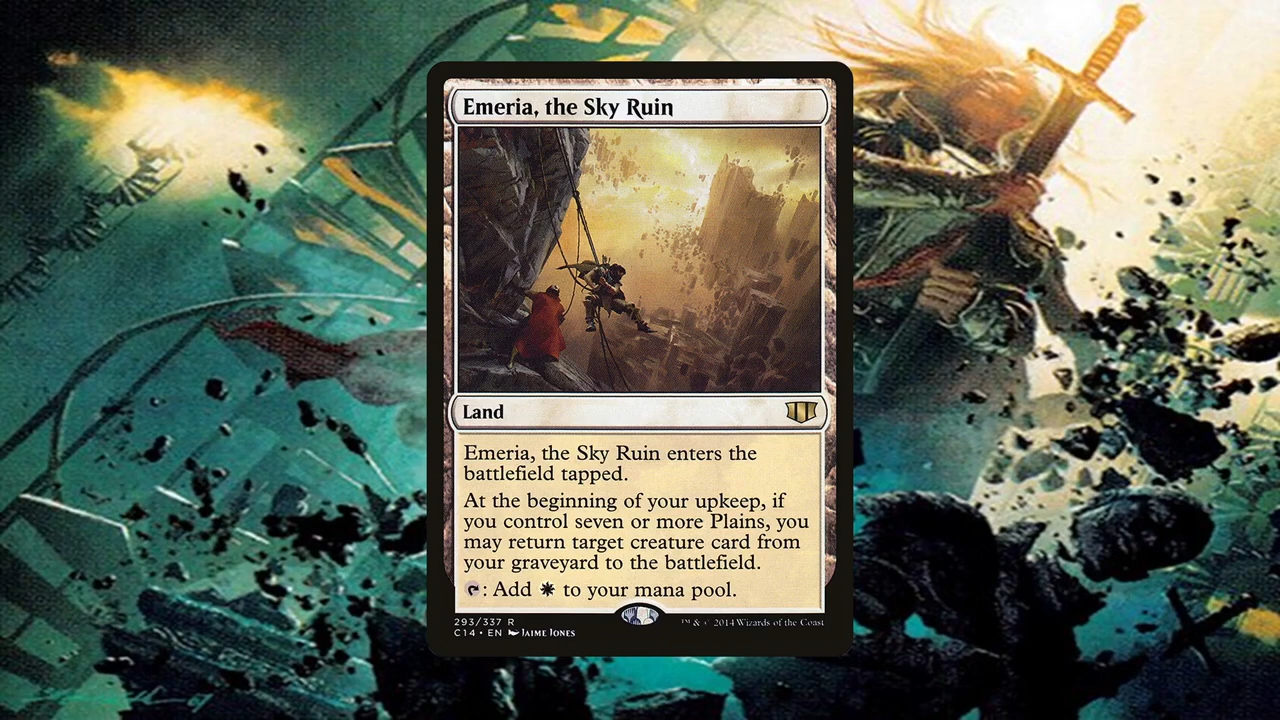 Emeria, the Sky Ruin
Land
Emeria, the Sky Ruin enters the
battlefield tapped.
At the beginning of your upkeep, if
you control seven or more Plains, you
may return target creature card from
your graveyard to the battlefield.
: Add to your mana pool.
293/337 R
C14 • EN JAIME JONES
™ & © 2014 Wizards of the Coast